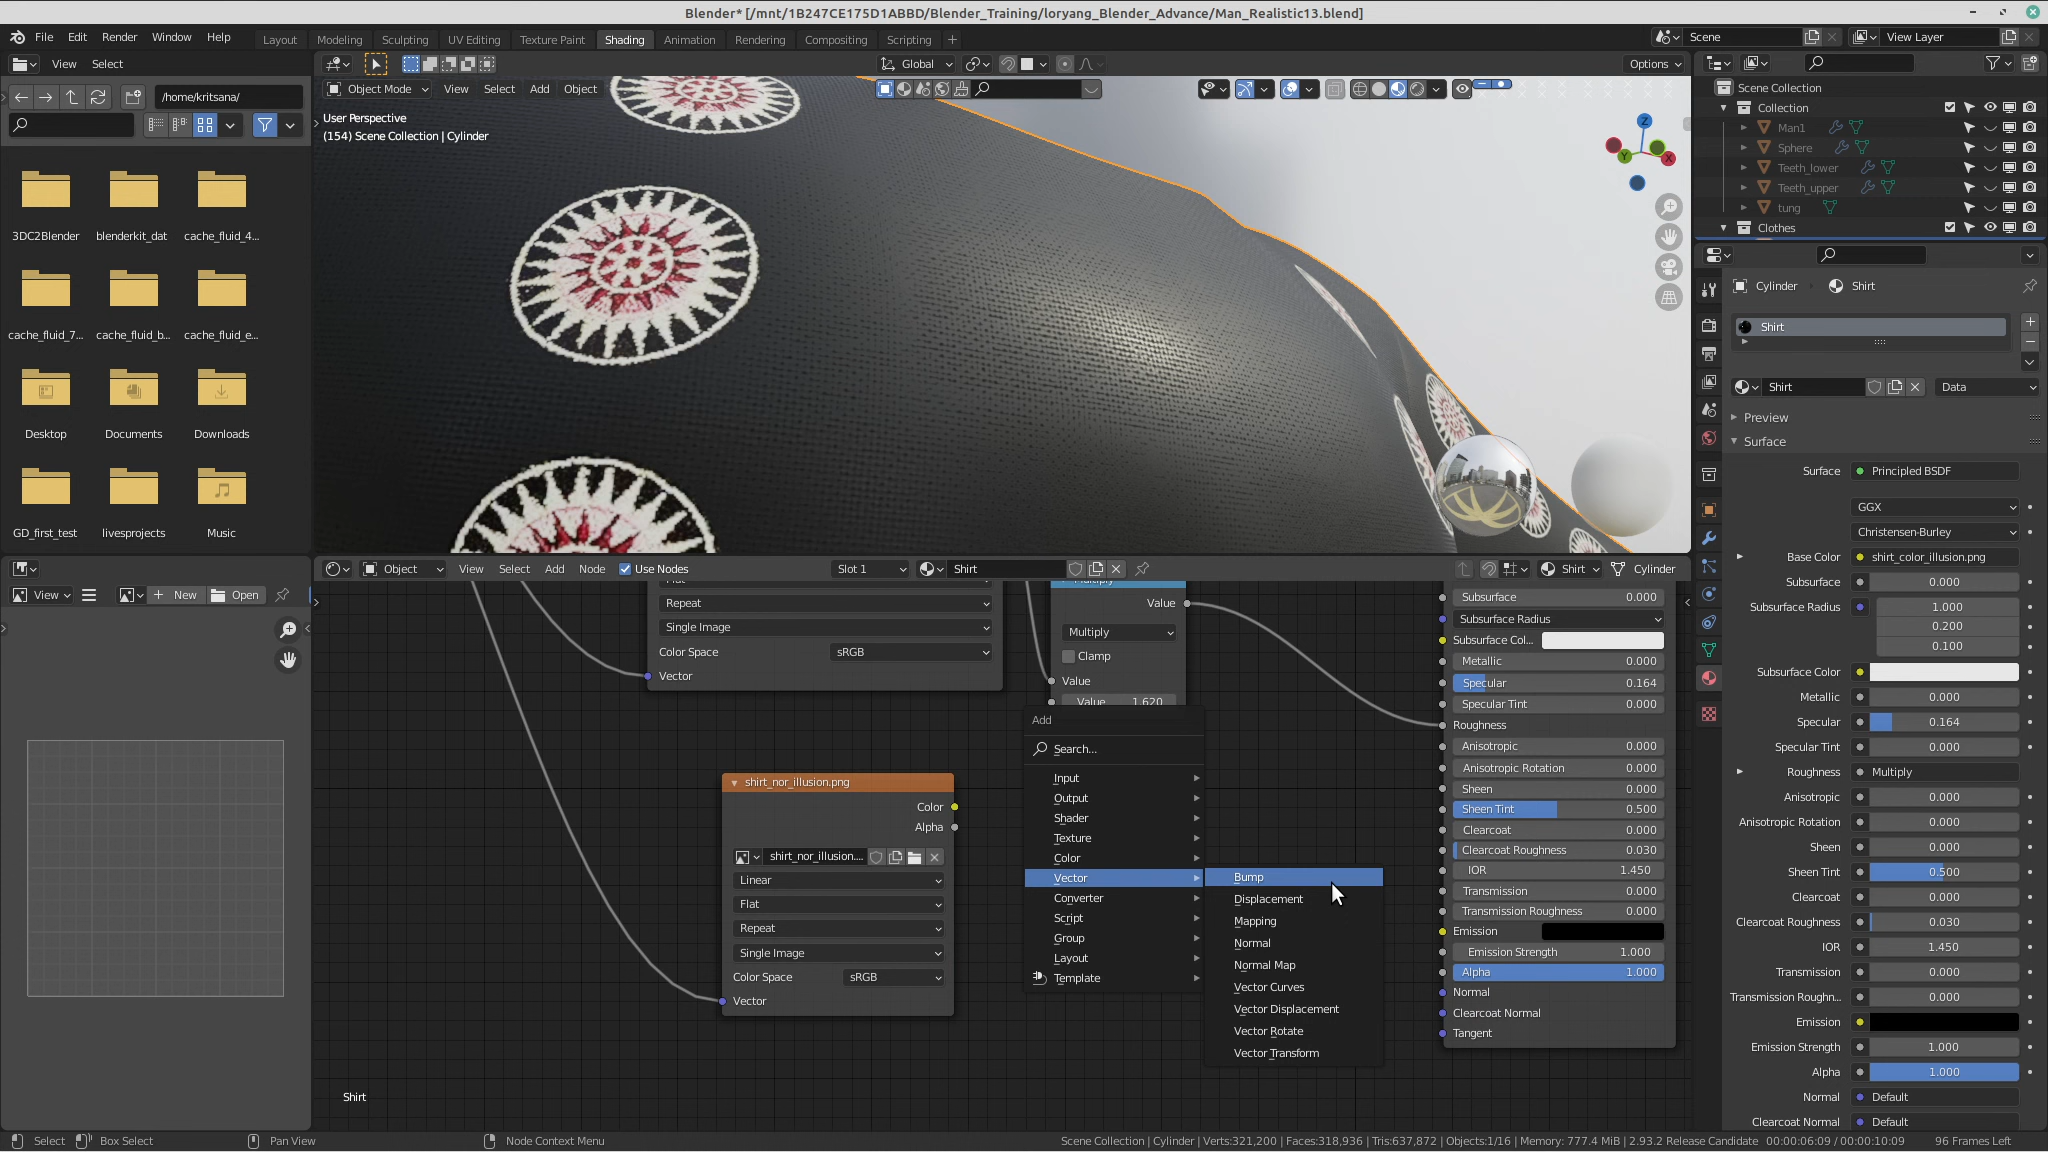 Blender* [/mnt/1B247CE175D1ABBD/Blender_Training/loryang_Blender_Advance/Man_Realistic13.blend]
File Edit Render Window Help
Layout Modeling Sculpting UV Editing Texture Paint Shading Animation Rendering Compositing Scripting +
Scene
View Layer
View Select
Global
Options
/home/kritsana/
Object Mode View Select Add Object
User Perspective
(154) Scene Collection | Cylinder
Z
Y
X
3DC2Blender blenderkit_dat cache_fluid_4...
cache_fluid_7... cache_fluid_b... cache_fluid_e...
Desktop Documents Downloads
GD_first_test livesprojects Music
Scene Collection
Collection
Man1
Sphere
Teeth_lower
Teeth_upper
tung
Clothes
Cylinder Shirt
Shirt
Shirt Data
Preview
Surface
Surface Principled BSDF
GGX
Christensen-Burley
Base Color shirt_color_illusion.png
Subsurface 0.000
Subsurface Radius 1.000
0.200
0.100
Subsurface Color
Metallic 0.000
Specular 0.164
Specular Tint 0.000
Roughness Multiply
Anisotropic 0.000
Anisotropic Rotation 0.000
Sheen 0.000
Sheen Tint 0.500
Clearcoat 0.000
Clearcoat Roughness 0.030
IOR 1.450
Transmission 0.000
Transmission Roughn... 0.000
Emission
Emission Strength 1.000
Alpha 1.000
Normal Default
Clearcoat Normal Default
View New Open
Object View Select Add Node Use Nodes Slot 1 Shirt
Shirt Cylinder
Repeat
Single Image
Color Space sRGB
Vector
Multiply
Value
Multiply
Clamp
Value
Value 1.620
shirt_nor_illusion.png
Color
Alpha
shirt_nor_illusion....
Linear
Flat
Repeat
Single Image
Color Space sRGB
Vector
Add
Search...
Input
Output
Shader
Texture
Color
Vector
Converter
Script
Group
Layout
Template
Bump
Displacement
Mapping
Normal
Normal Map
Vector Curves
Vector Displacement
Vector Rotate
Vector Transform
Subsurface 0.000
Subsurface Radius
Subsurface Col...
Metallic 0.000
Specular 0.164
Specular Tint 0.000
Roughness
Anisotropic 0.000
Anisotropic Rotation 0.000
Sheen 0.000
Sheen Tint 0.500
Clearcoat 0.000
Clearcoat Roughness 0.030
IOR 1.450
Transmission 0.000
Transmission Roughness 0.000
Emission
Emission Strength 1.000
Alpha 1.000
Normal
Clearcoat Normal
Tangent
Shirt
Select Box Select Pan View Node Context Menu
Scene Collection | Cylinder | Verts:321,200 | Faces:318,936 | Tris:637,872 | Objects:1/16 | Memory: 777.4 MiB | 2.93.2 Release Candidate 00:00:06:09 / 00:00:10:09 96 Frames Left